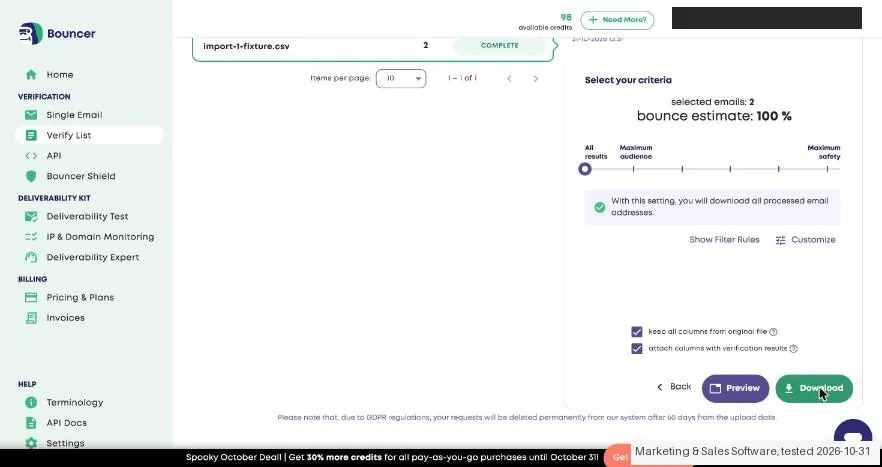 98
available credits
Need More?
Bouncer
import-1-fixture.csv 2 COMPLETE
Items per page: 10 1 – 1 of 1
Home
VERIFICATION
Single Email
Verify List
API
Bouncer Shield
DELIVERABILITY KIT
Deliverability Test
IP & Domain Monitoring
Deliverability Expert
BILLING
Pricing & Plans
Invoices
HELP
Terminology
API Docs
Settings
Select your criteria
selected emails: 2
bounce estimate: 100 %
All
results
Maximum
audience
Maximum
safety
With this setting, you will download all processed email
addresses.
Show Filter Rules Customize
keep all columns from original file
attach columns with verification results
Back Preview Download
Please note that, due to GDPR regulations, your requests will be deleted permanently from our system after 60 days from the upload date.
Spooky October Deal! | Get 30% more credits for all pay-as-you-go purchases until October 31! Get
Marketing & Sales Software, tested 2026-10-31